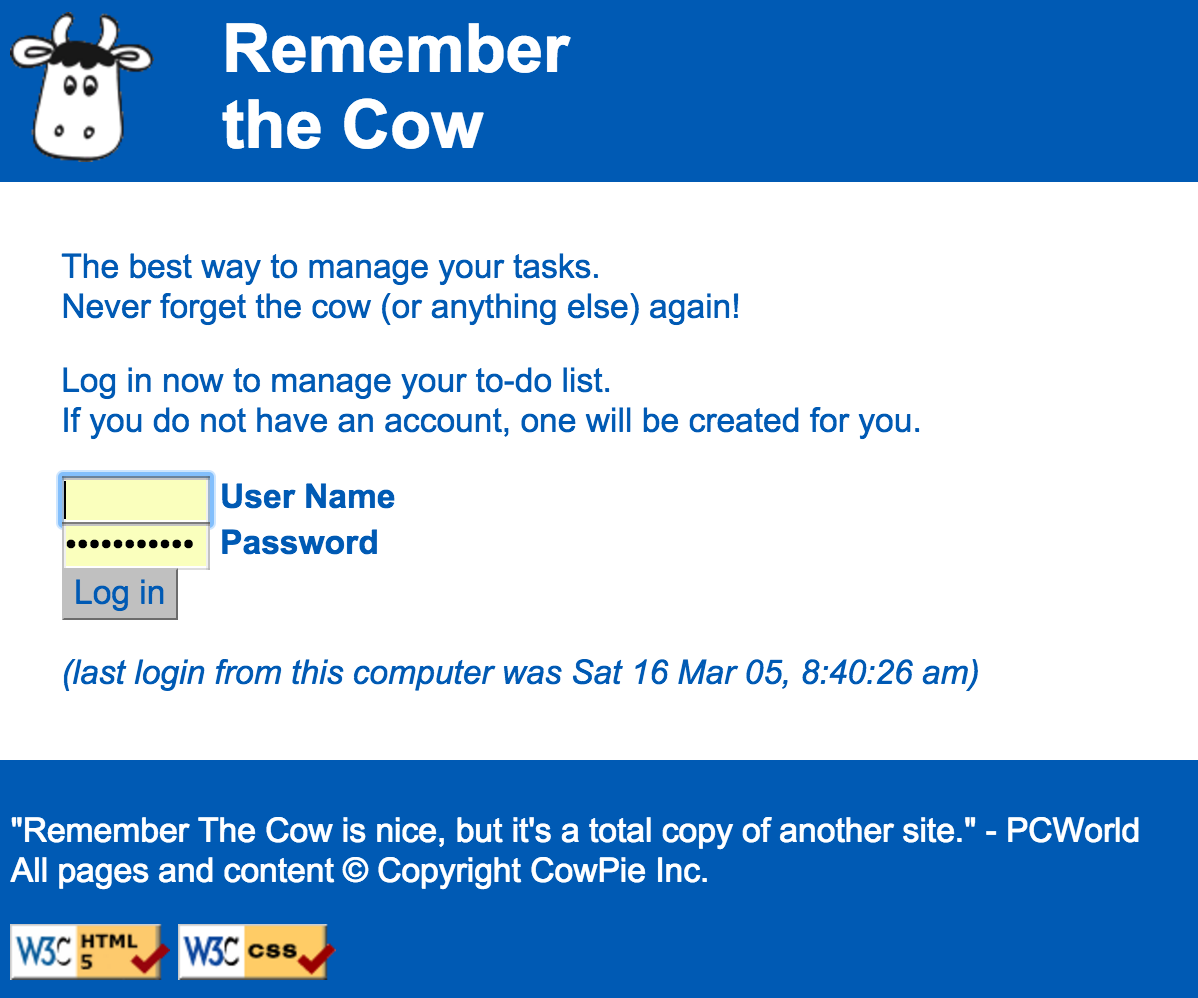 Remember
the Cow
The best way to manage your tasks.
Never forget the cow (or anything else) again!
Log in now to manage your to-do list.
If you do not have an account, one will be created for you.
User Name
••••••••••• Password
Log in
(last login from this computer was Sat 16 Mar 05, 8:40:26 am)
"Remember The Cow is nice, but it's a total copy of another site." - PCWorld
All pages and content © Copyright CowPie Inc.
W3C HTML 5 W3C css